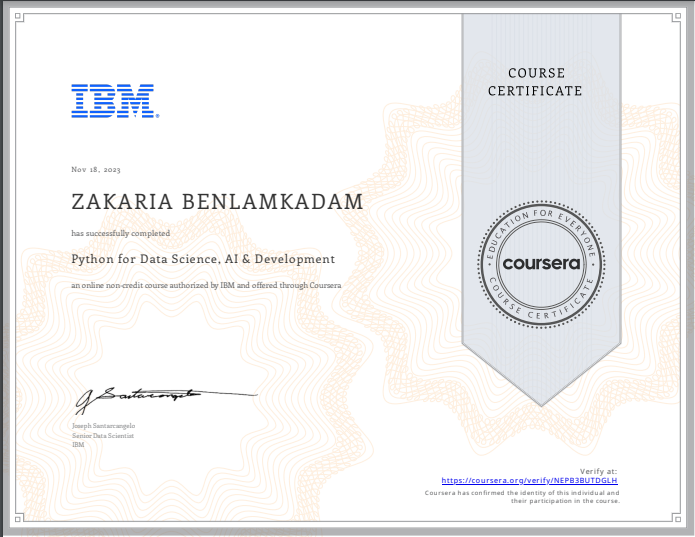 COURSE
CERTIFICATE
IBM®
Nov 18, 2023
ZAKARIA BENLAMKADAM
has successfully completed
Python for Data Science, AI & Development
an online non-credit course authorized by IBM and offered through Coursera
EDUCATION FOR EVERYONE
coursera
COURSE CERTIFICATE
Joseph Santarcangelo
Senior Data Scientist
IBM
Verify at:
https://coursera.org/verify/NEPB3BUTDGLH
Coursera has confirmed the identity of this individual and
their participation in the course.